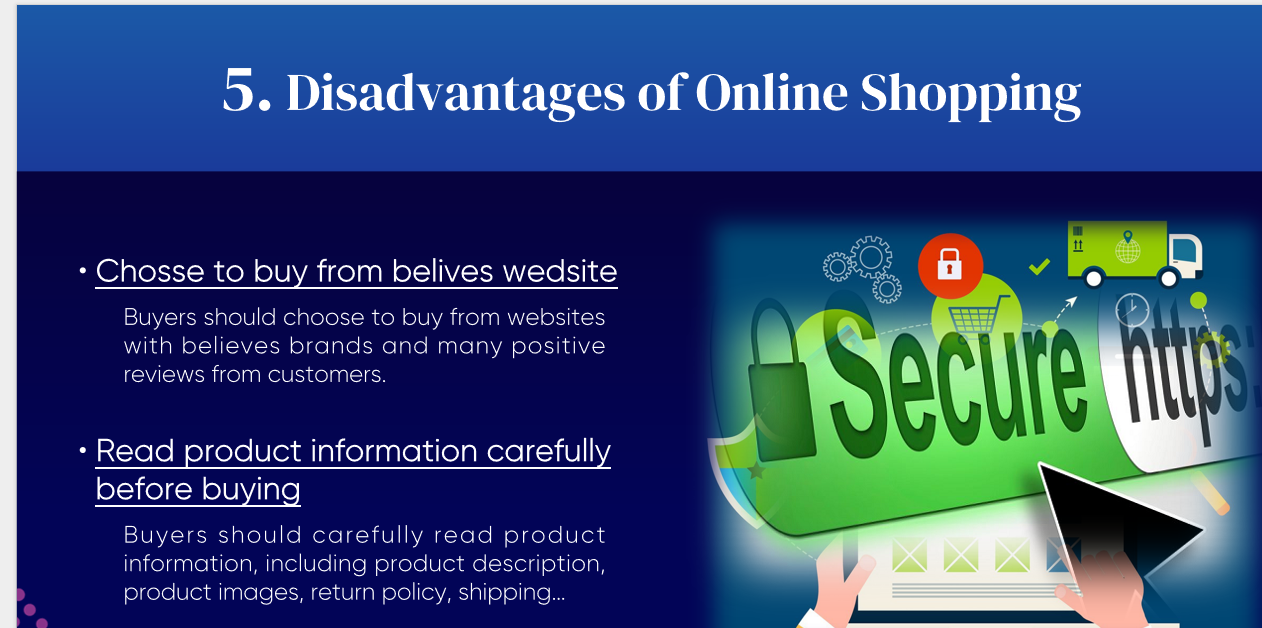 5. Disadvantages of Online Shopping
• Chosse to buy from belives wedsite
Buyers should choose to buy from websites
with believes brands and many positive
reviews from customers.
• Read product information carefully
before buying
Buyers should carefully read product
information, including product description,
product images, return policy, shipping...
Secure https: